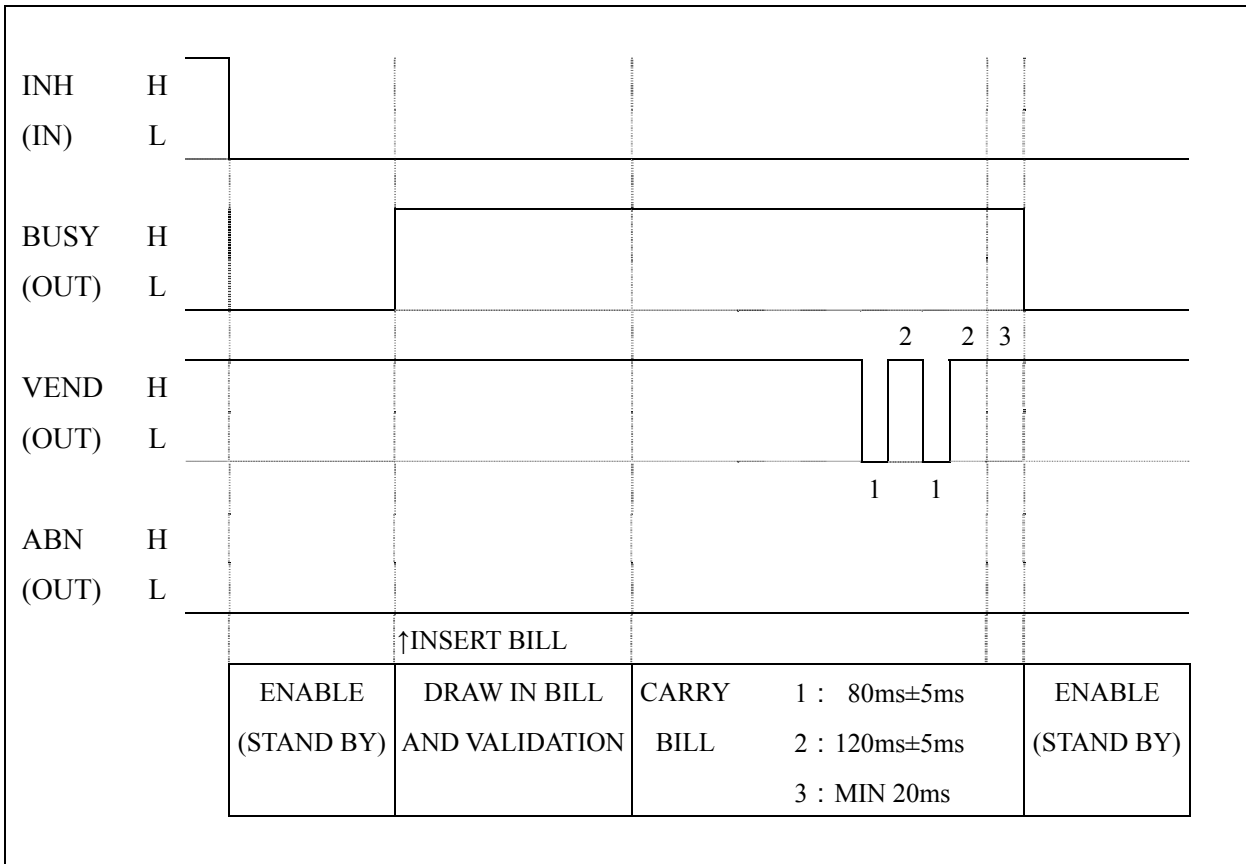 INH H
(IN) L
BUSY H
(OUT) L
2 2 3
VEND H
(OUT) L
1 1
ABN H
(OUT) L
↑INSERT BILL
ENABLE DRAW IN BILL CARRY 1： 80ms±5ms ENABLE
(STAND BY) AND VALIDATION BILL 2：120ms±5ms (STAND BY)
3：MIN 20ms